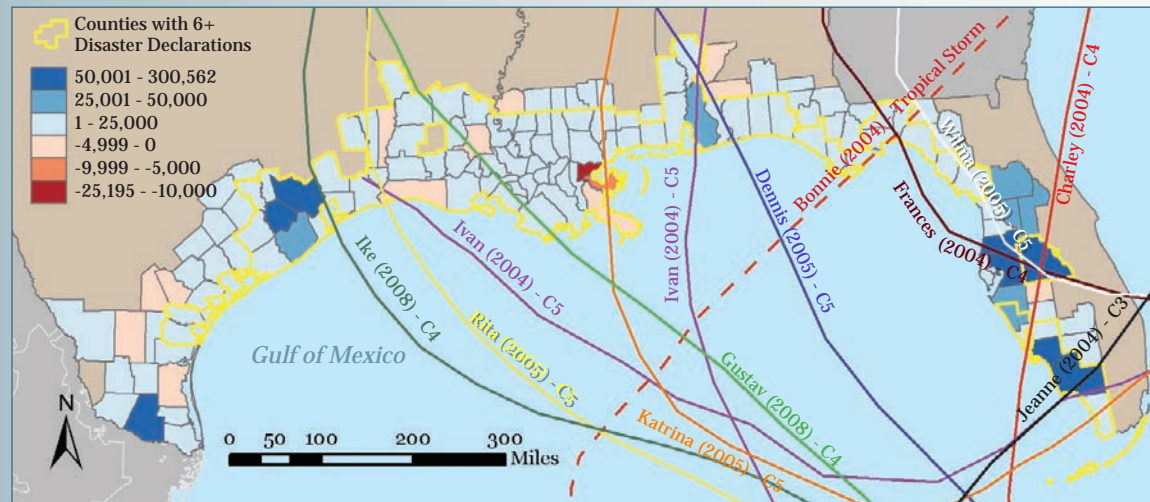 Counties with 6+
Disaster Declarations
50,001 - 300,562
25,001 - 50,000
1 - 25,000
-4,999 - 0
-9,999 - -5,000
-25,195 - -10,000
Bonnie (2004) - Tropical Storm
Wilma (2005) - C5
Charley (2004) - C4
Ivan (2004) - C5
Dennis (2005) - C5
Frances (2004) - C4
Ike (2008) - C4
Ivan (2004) - C5
Rita (2005) - C5
Gustav (2008) - C4
Jeanne (2004) - C3
Katrina (2005) - C5
Gulf of Mexico
N
0 50 100 200 300
Miles